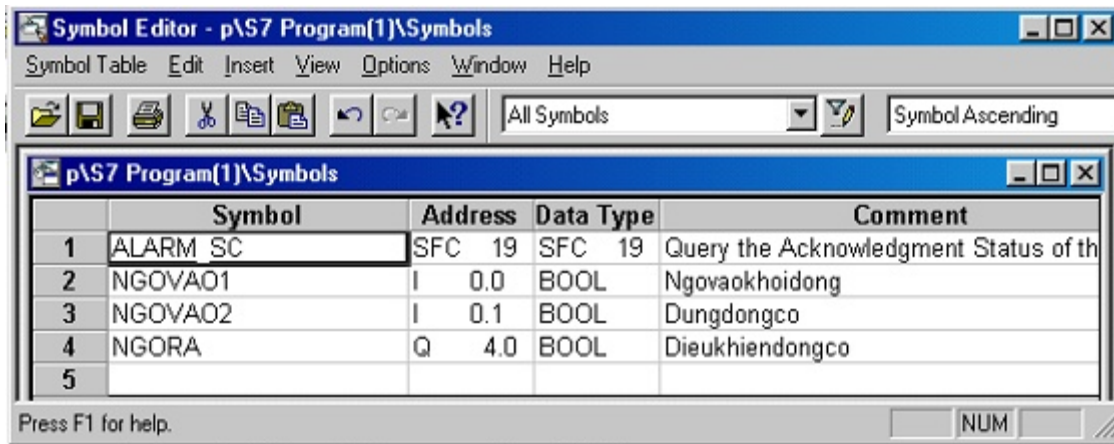 Symbol Editor - p\S7 Program(1)\Symbols
Symbol Table Edit Insert View Options Window Help
All Symbols Symbol Ascending
p\S7 Program(1)\Symbols
Symbol Address Data Type Comment
1 ALARM_SC SFC 19 SFC 19 Query the Acknowledgment Status of th
2 NGOVAO1 I 0.0 BOOL Ngovaokhoidong
3 NGOVAO2 I 0.1 BOOL Dungdongco
4 NGORA Q 4.0 BOOL Dieukhiendongco
5
Press F1 for help. NUM